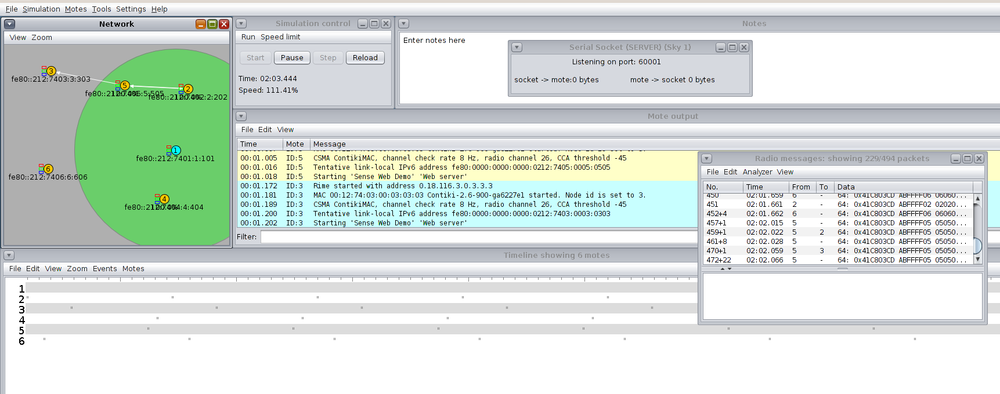 File Simulation Motes Tools Settings Help
Network
View Zoom
3
fe80::212:7403:3:303
5
2
fe80::212:7402:2:202
1
fe80::212:7401:1:101
6
fe80::212:7406:6:606
4
fe80::212:7404:4:404
Simulation control
Run Speed limit
Start Pause Step Reload
Time: 02:03.444
Speed: 111.41%
Notes
Enter notes here
Serial Socket (SERVER) (Sky 1)
Listening on port: 60001
socket -> mote:0 bytes mote -> socket 0 bytes
Mote output
File Edit View
Time Mote Message
00:01.005 ID:5 CSMA ContikiMAC, channel check rate 8 Hz, radio channel 26, CCA threshold -45
00:01.016 ID:5 Tentative link-local IPv6 address fe80:0000:0000:0000:0212:7405:0005:0505
00:01.018 ID:5 Starting 'Sense Web Demo' 'Web server'
00:01.172 ID:3 Rime started with address 0.18.116.3.0.3.3.3
00:01.181 ID:3 MAC 00:12:74:03:00:03:03:03 Contiki-2.6-900-ga6227e1 started. Node id is set to 3.
00:01.189 ID:3 CSMA ContikiMAC, channel check rate 8 Hz, radio channel 26, CCA threshold -45
00:01.200 ID:3 Tentative link-local IPv6 address fe80:0000:0000:0000:0212:7403:0003:0303
00:01.202 ID:3 Starting 'Sense Web Demo' 'Web server'
Filter:
Radio messages: showing 229/494 packets
File Edit Analyzer View
No. Time From To Data
450 02:01.659 6 - 64: 0x41C803CD ABFFFF06 06060...
451 02:01.661 2 - 64: 0x41C803CD ABFFFF02 02020...
452+4 02:01.662 6 - 64: 0x41C803CD ABFFFF06 06060...
457+1 02:02.015 5 - 64: 0x41C803CD ABFFFF05 05050...
459+1 02:02.022 5 2 64: 0x41C803CD ABFFFF05 05050...
461+8 02:02.028 5 - 64: 0x41C803CD ABFFFF05 05050...
470+1 02:02.059 5 3 64: 0x41C803CD ABFFFF05 05050...
472+22 02:02.066 5 - 64: 0x41C803CD ABFFFF05 05050...
Timeline showing 6 motes
File Edit View Zoom Events Motes
1
2
3
4
5
6